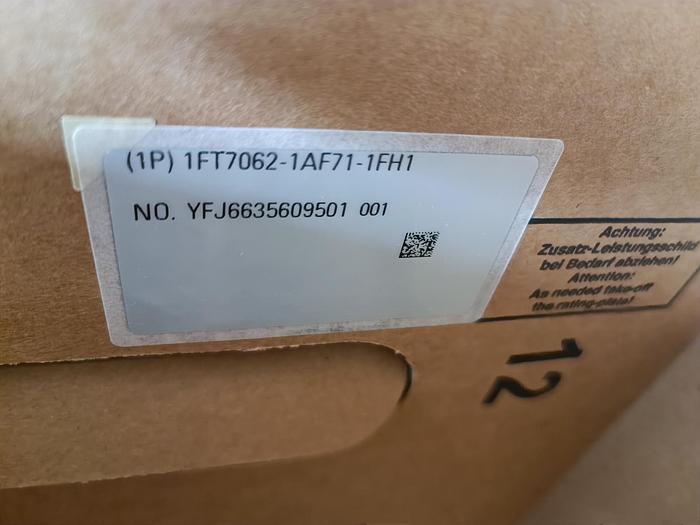 (1P) 1FT7062-1AF71-1FH1
NO. YFJ6635609501 001
Achtung:
Zusatz-Leistungsschild
bei Bedarf abziehen!
Attention:
As needed take-off
the rating-plate!
12